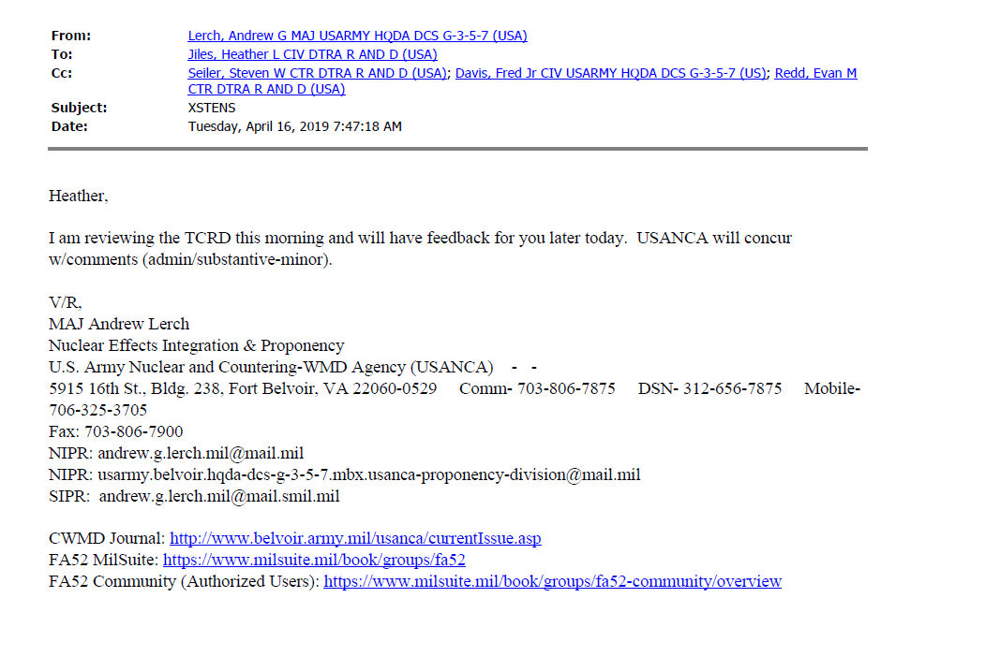 From: Lerch, Andrew G MAJ USARMY HQDA DCS G-3-5-7 (USA)
To: Jiles, Heather L CIV DTRA R AND D (USA)
Cc: Seiler, Steven W CTR DTRA R AND D (USA); Davis, Fred Jr CIV USARMY HQDA DCS G-3-5-7 (US); Redd, Evan M
CTR DTRA R AND D (USA)
Subject: XSTENS
Date: Tuesday, April 16, 2019 7:47:18 AM
Heather,
I am reviewing the TCRD this morning and will have feedback for you later today.  USANCA will concur
w/comments (admin/substantive-minor).
V/R,
MAJ Andrew Lerch
Nuclear Effects Integration & Proponency
U.S. Army Nuclear and Countering-WMD Agency (USANCA)    -   -
5915 16th St., Bldg. 238, Fort Belvoir, VA 22060-0529     Comm- 703-806-7875     DSN- 312-656-7875     Mobile-
706-325-3705
Fax: 703-806-7900
NIPR: andrew.g.lerch.mil@mail.mil
NIPR: usarmy.belvoir.hqda-dcs-g-3-5-7.mbx.usanca-proponency-division@mail.mil
SIPR:  andrew.g.lerch.mil@mail.smil.mil
CWMD Journal: http://www.belvoir.army.mil/usanca/currentIssue.asp
FA52 MilSuite: https://www.milsuite.mil/book/groups/fa52
FA52 Community (Authorized Users): https://www.milsuite.mil/book/groups/fa52-community/overview